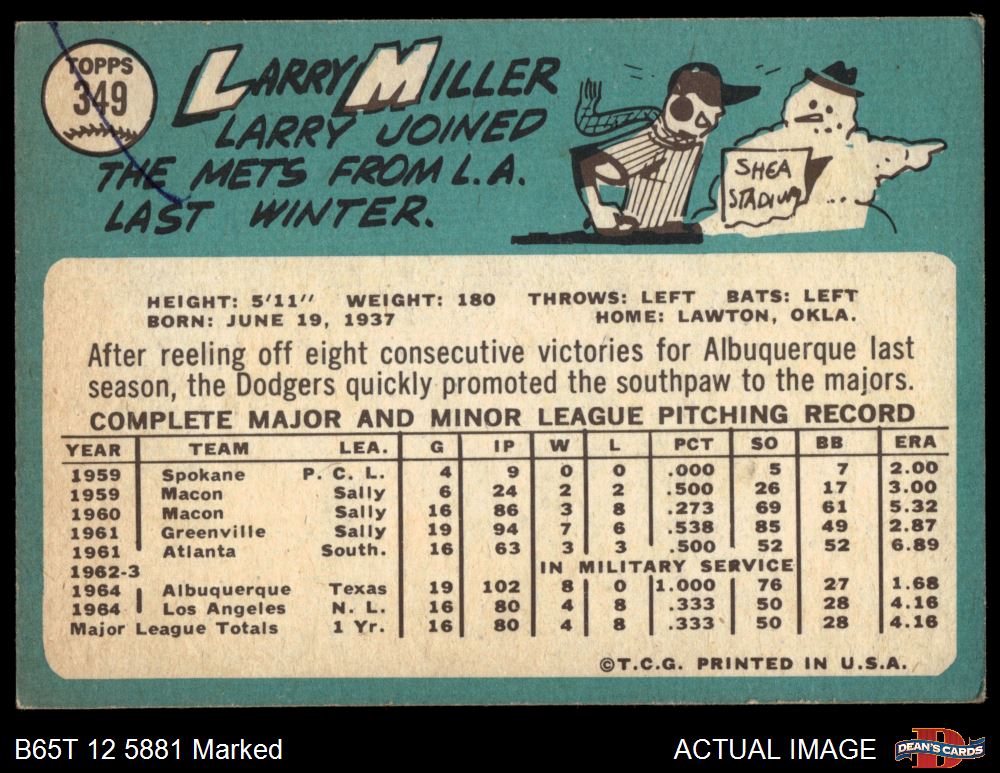 TOPPS
349
LARRY MILLER
LARRY JOINED
THE METS FROM L.A.
LAST WINTER.
SHEA
STADIUM
HEIGHT: 5'11" WEIGHT: 180 THROWS: LEFT BATS: LEFT
BORN: JUNE 19, 1937 HOME: LAWTON, OKLA.
After reeling off eight consecutive victories for Albuquerque last
season, the Dodgers quickly promoted the southpaw to the majors.
COMPLETE MAJOR AND MINOR LEAGUE PITCHING RECORD
YEAR TEAM LEA. G IP W L PCT SO BB ERA
1959 Spokane P. C. L. 4 9 0 0 .000 5 7 2.00
1959 Macon Sally 6 24 2 2 .500 26 17 3.00
1960 Macon Sally 16 86 3 8 .273 69 61 5.32
1961 Greenville Sally 19 94 7 6 .538 85 49 2.87
1961 Atlanta South. 16 63 3 3 .500 52 52 6.89
1962-3 IN MILITARY SERVICE
1964 Albuquerque Texas 19 102 8 0 1.000 76 27 1.68
1964 Los Angeles N. L. 16 80 4 8 .333 50 28 4.16
Major League Totals 1 Yr. 16 80 4 8 .333 50 28 4.16
©T.C.G. PRINTED IN U.S.A.
B65T 12 5881 Marked
ACTUAL IMAGE
DEAN'S CARDS